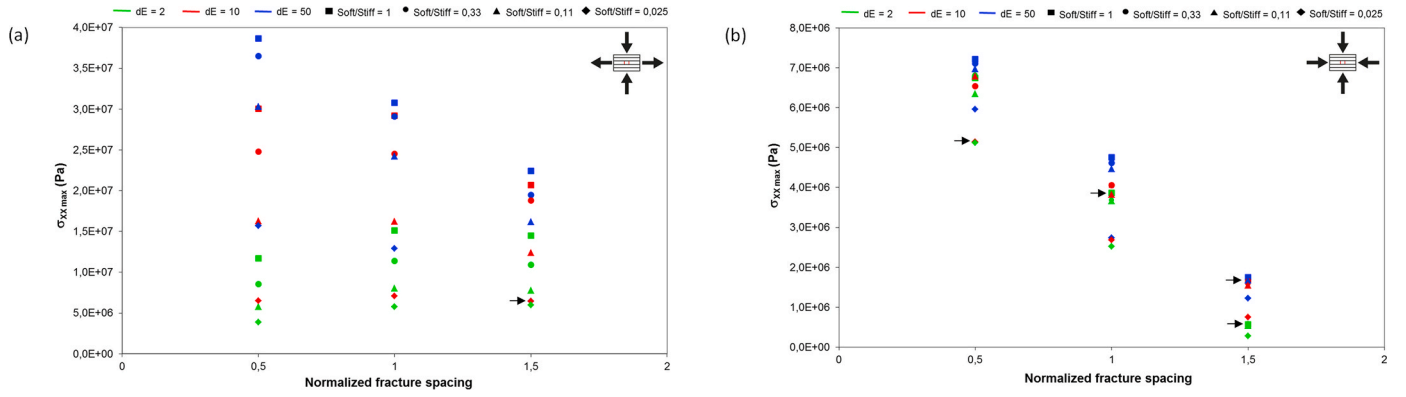 (a)
dE = 2 dE = 10 dE = 50 Soft/Stiff = 1 Soft/Stiff = 0,33 Soft/Stiff = 0,11 Soft/Stiff = 0,025
4,0E+07
3,5E+07
3,0E+07
2,5E+07
2,0E+07
1,5E+07
1,0E+07
5,0E+06
0,0E+00
σXX max (Pa)
0 0,5 1 1,5 2
Normalized fracture spacing
(b)
dE = 2 dE = 10 dE = 50 Soft/Stiff = 1 Soft/Stiff = 0,33 Soft/Stiff = 0,11 Soft/Stiff = 0,025
8,0E+06
7,0E+06
6,0E+06
5,0E+06
4,0E+06
3,0E+06
2,0E+06
1,0E+06
0,0E+00
σXX max (Pa)
0 0,5 1 1,5 2
Normalized fracture spacing